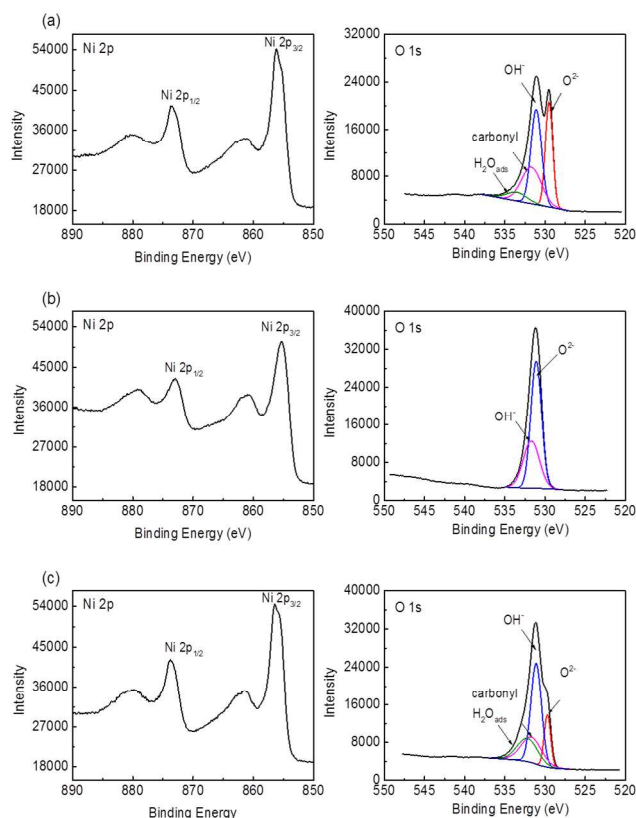 (a)
Ni 2p
Ni 2p3/2
Ni 2p1/2
54000
45000
36000
27000
18000
Intensity
890 880 870 860 850
Binding Energy (eV)
O 1s
OH-
O2-
carbonyl
H2Oads
32000
24000
16000
8000
0
Intensity
550 545 540 535 530 525 520
Binding Energy (eV)
(b)
Ni 2p
Ni 2p3/2
Ni 2p1/2
54000
45000
36000
27000
18000
Intensity
890 880 870 860 850
Binding Energy (eV)
O 1s
O2-
OH-
40000
32000
24000
16000
8000
0
Intensity
550 545 540 535 530 525 520
Binding Energy (eV)
(c)
Ni 2p
Ni 2p3/2
Ni 2p1/2
54000
42000
30000
18000
Intensity
890 880 870 860 850
Binding Energy
O 1s
OH-
carbonyl
O2-
H2Oads
40000
32000
24000
16000
8000
0
Intensity
550 545 540 535 530 525 520
Binding Energy (eV)